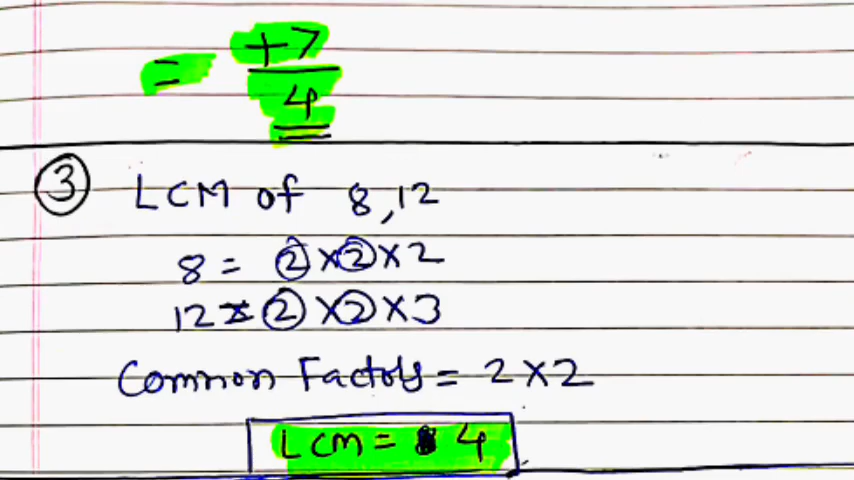 = +7/4
③ LCM of 8,12
8 = 2×2×2
12 = 2×2×3
Common Factors = 2×2
LCM = 4